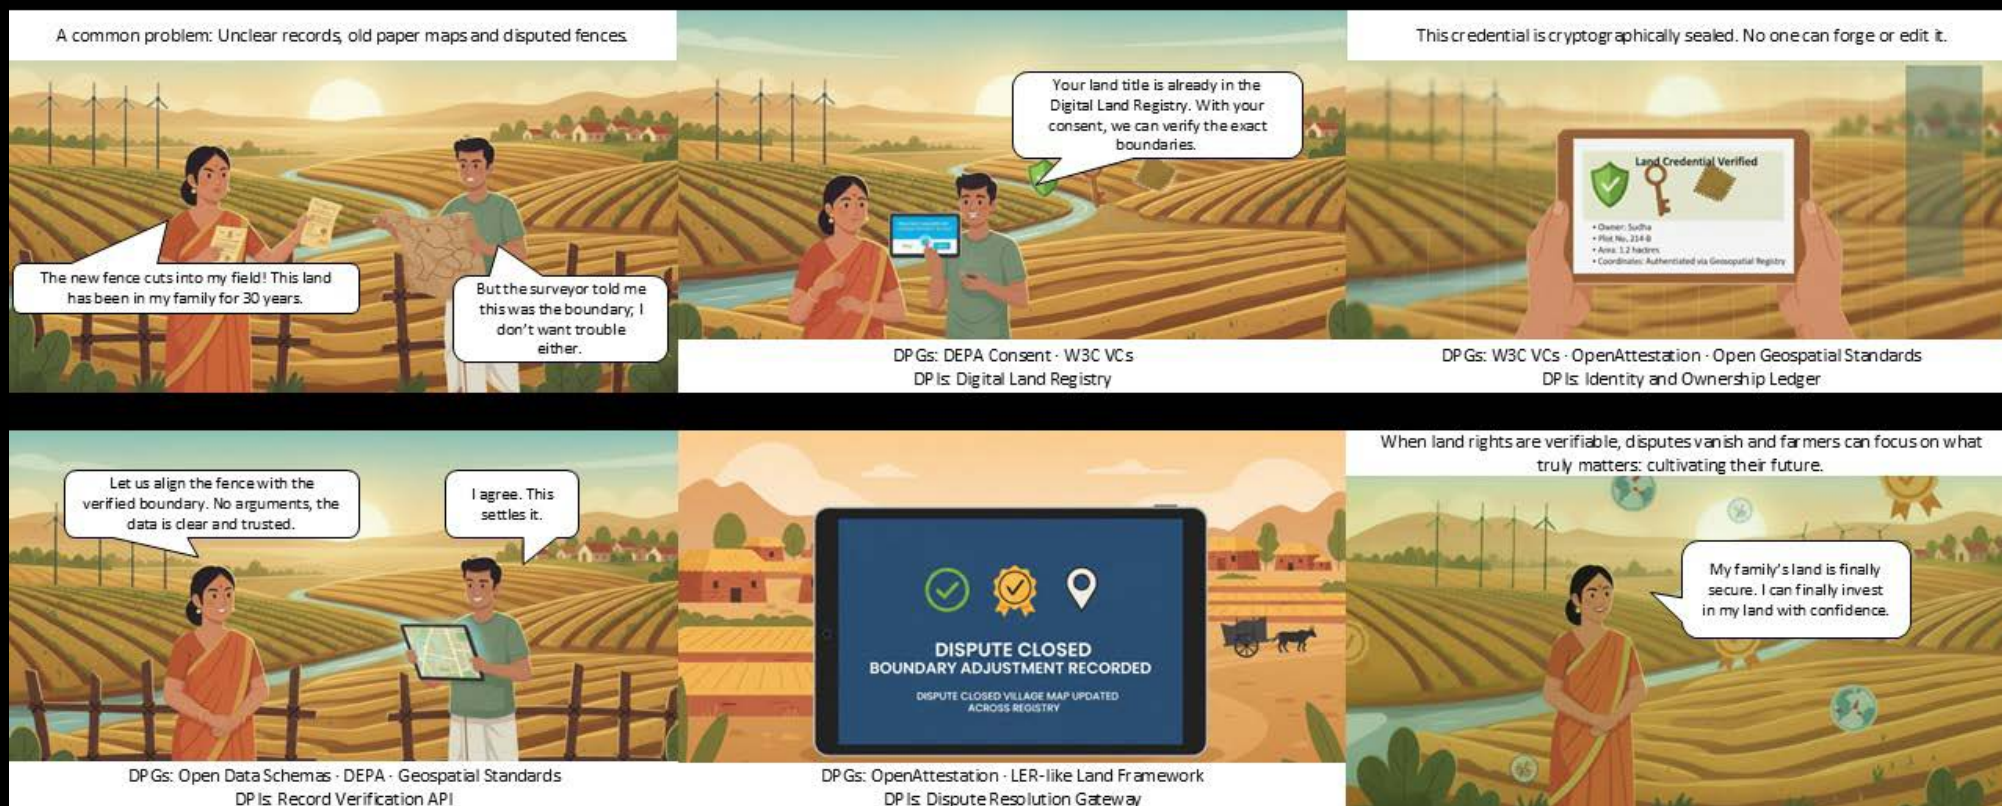 A common problem: Unclear records, old paper maps and disputed fences.
The new fence cuts into my field! This land
has been in my family for 30 years.
But the surveyor told me
this was the boundary; I
don't want trouble
either.
Your land title is already in the
Digital Land Registry. With your
consent, we can verify the exact
boundaries.
DPGs: DEPA Consent · W3C VCs
DPIs: Digital Land Registry
This credential is cryptographically sealed. No one can forge or edit it.
Land Credential Verified
• Owner: Sudha
• Plot No. 214-B
• Area: 1.2 hactres
• Coordinates: Authentiated via Geosopatial Registry
DPGs: W3C VCs · OpenAttestation · Open Geospatial Standards
DPIs: Identity and Ownership Ledger
Let us align the fence with the
verified boundary. No arguments, the
data is clear and trusted.
I agree. This
settles it.
DPGs: Open Data Schemas · DEPA · Geospatial Standards
DPIs: Record Verification API
DISPUTE CLOSED
BOUNDARY ADJUSTMENT RECORDED
DISPUTE CLOSED VILLAGE MAP UPDATED
ACROSS REGISTRY
DPGs: OpenAttestation · LER-like Land Framework
DPIs: Dispute Resolution Gateway
When land rights are verifiable, disputes vanish and farmers can focus on what
truly matters: cultivating their future.
My family's land is finally
secure. I can finally invest
in my land with confidence.